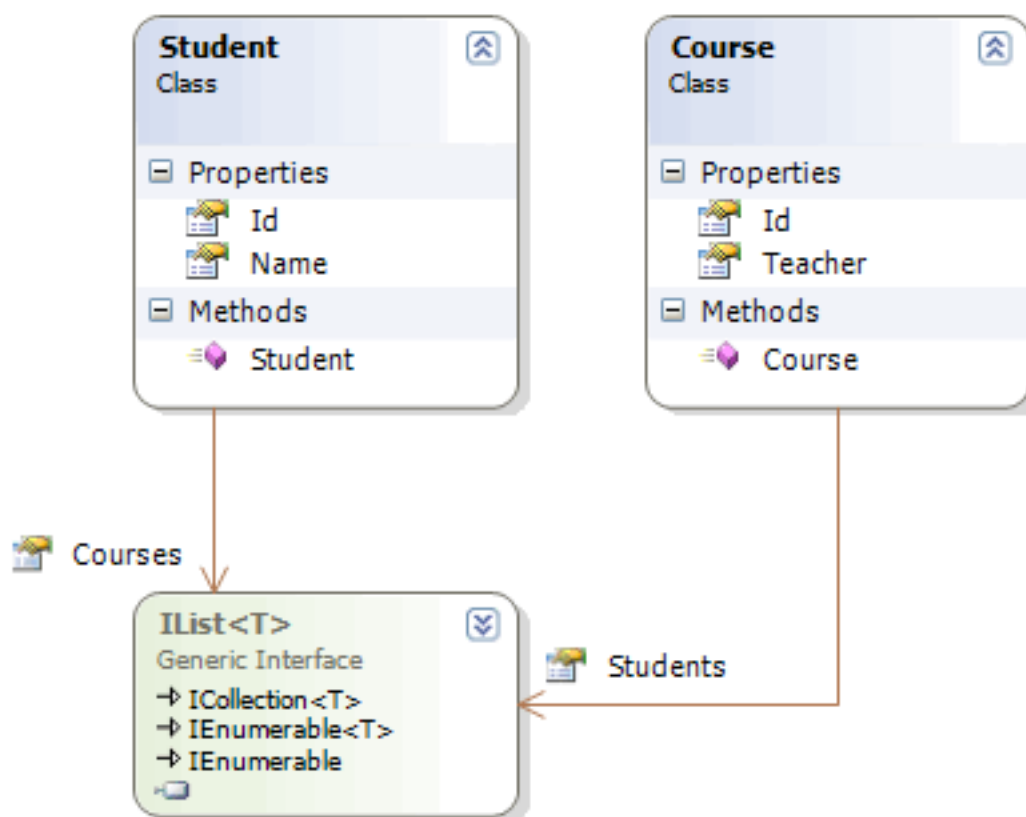 Student
Class
Properties
Id
Name
Methods
Student
Course
Class
Properties
Id
Teacher
Methods
Course
Courses
IList<T>
Generic Interface
ICollection<T>
IEnumerable<T>
IEnumerable
Students